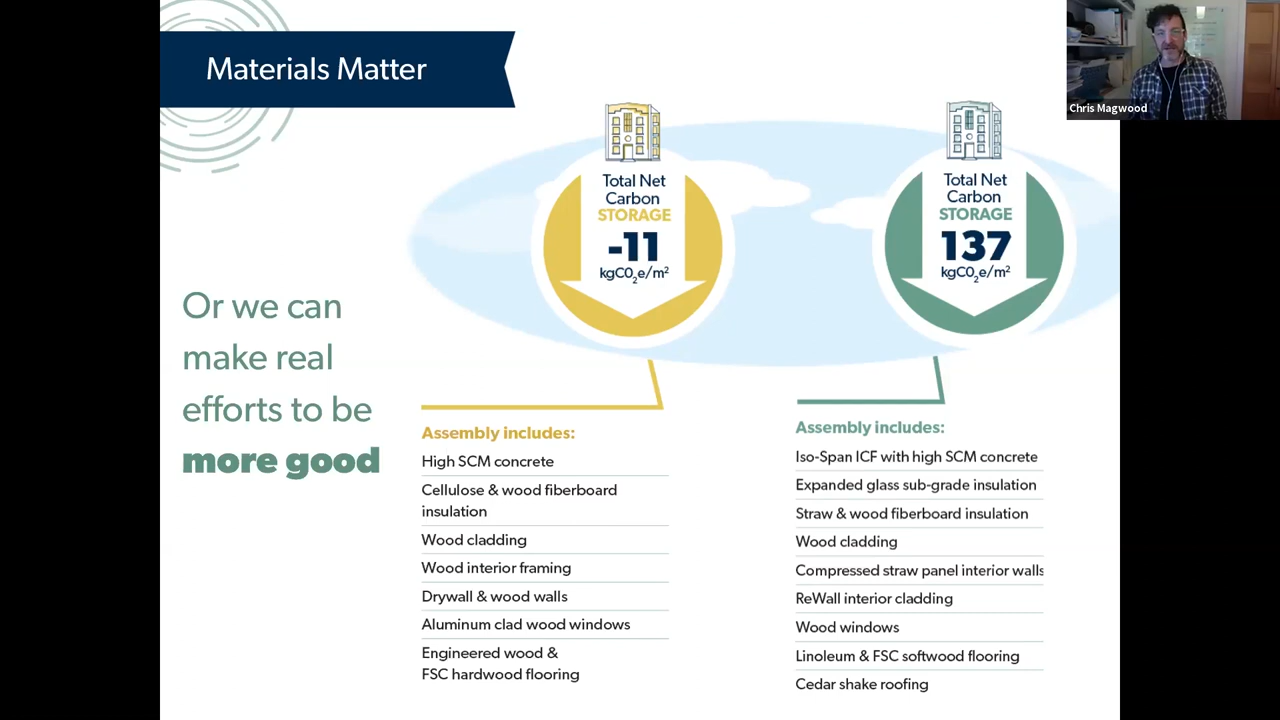 Materials Matter
Chris Magwood
Or we can
make real
efforts to be
more good
Total Net
Carbon
STORAGE
-11
kgC0₂e/m²
Assembly includes:
High SCM concrete
Cellulose & wood fiberboard
insulation
Wood cladding
Wood interior framing
Drywall & wood walls
Aluminum clad wood windows
Engineered wood &
FSC hardwood flooring
Total Net
Carbon
STORAGE
137
kgC0₂e/m²
Assembly includes:
Iso-Span ICF with high SCM concrete
Expanded glass sub-grade insulation
Straw & wood fiberboard insulation
Wood cladding
Compressed straw panel interior walls
ReWall interior cladding
Wood windows
Linoleum & FSC softwood flooring
Cedar shake roofing